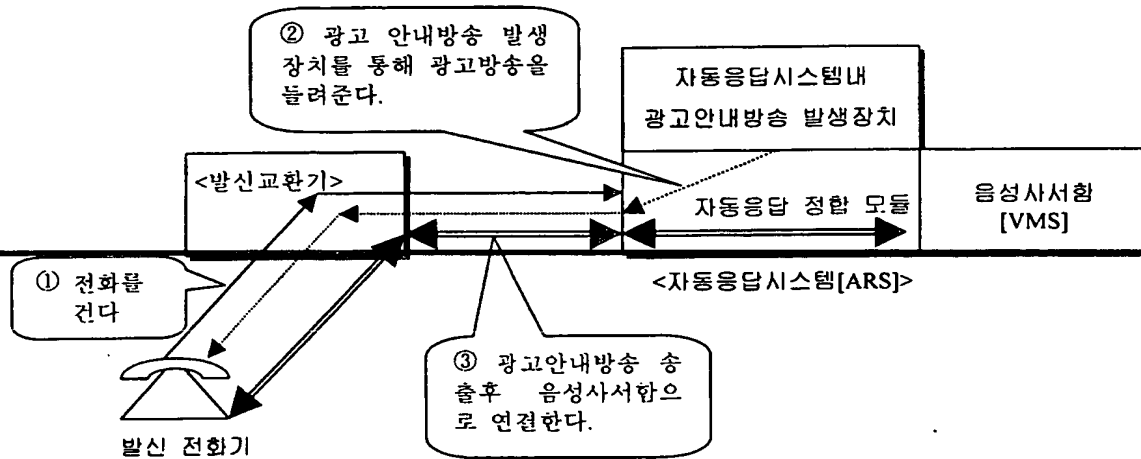 ② 광고 안내방송 발생
장치를 통해 광고방송을
들려준다.
자동응답시스템내
광고안내방송 발생장치
<발신교환기>
자동응답 정합 모듈
음성사서함
[VMS]
① 전화를
건다
<자동응답시스템[ARS]>
③ 광고안내방송 송
출후 음성사서함으
로 연결한다.
발신 전화기